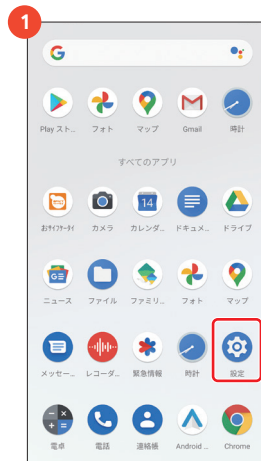 1
G
Play スト... フォト マップ Gmail 時計
すべてのアプリ
14
おサイフケータイ カメラ カレンダ... ドキュメ... ドライブ
GE
ニュース ファイル ファミリ... フォト マップ
メッセー... レコーダ... 緊急情報 時計 設定
電卓 電話 連絡帳 Android ... Chrome